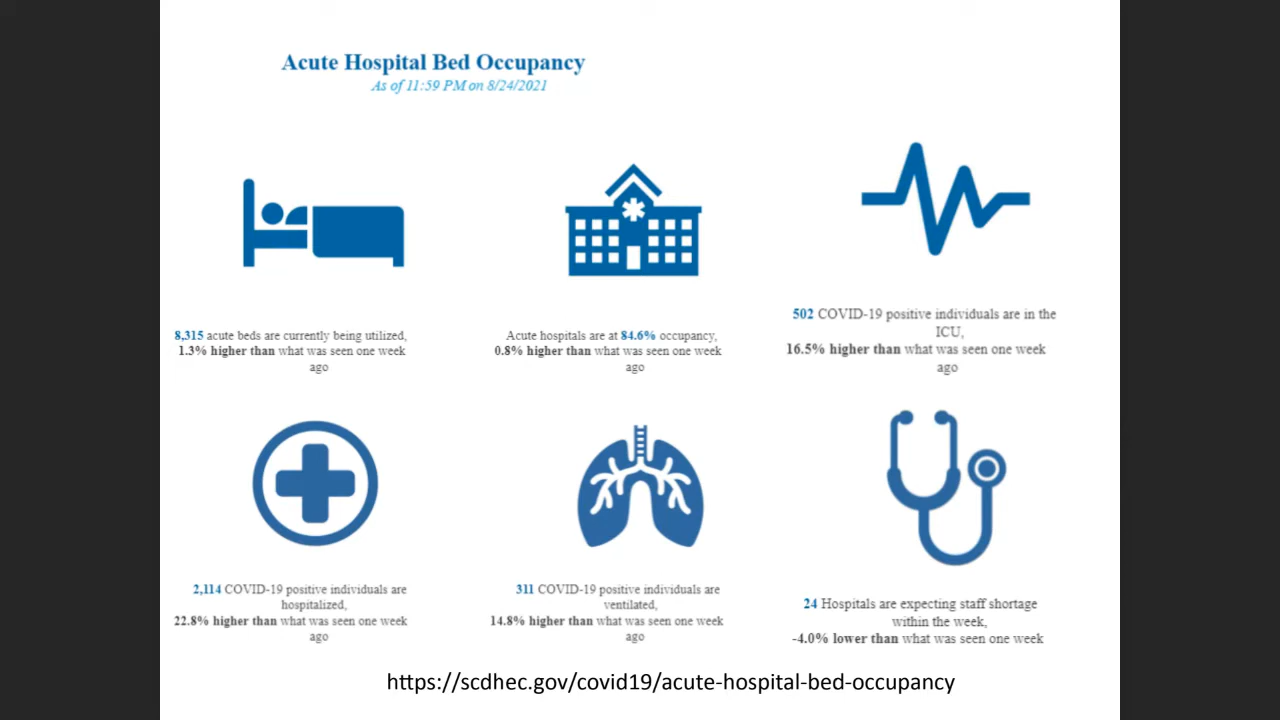 Acute Hospital Bed Occupancy
As of 11:59 PM on 8/24/2021
8,315 acute beds are currently being utilized,
1.3% higher than what was seen one week
ago
Acute hospitals are at 84.6% occupancy,
0.8% higher than what was seen one week
ago
502 COVID-19 positive individuals are in the
ICU,
16.5% higher than what was seen one week
ago
2,114 COVID-19 positive individuals are
hospitalized,
22.8% higher than what was seen one week
ago
311 COVID-19 positive individuals are
ventilated,
14.8% higher than what was seen one week
ago
24 Hospitals are expecting staff shortage
within the week,
-4.0% lower than what was seen one week
https://scdhec.gov/covid19/acute-hospital-bed-occupancy